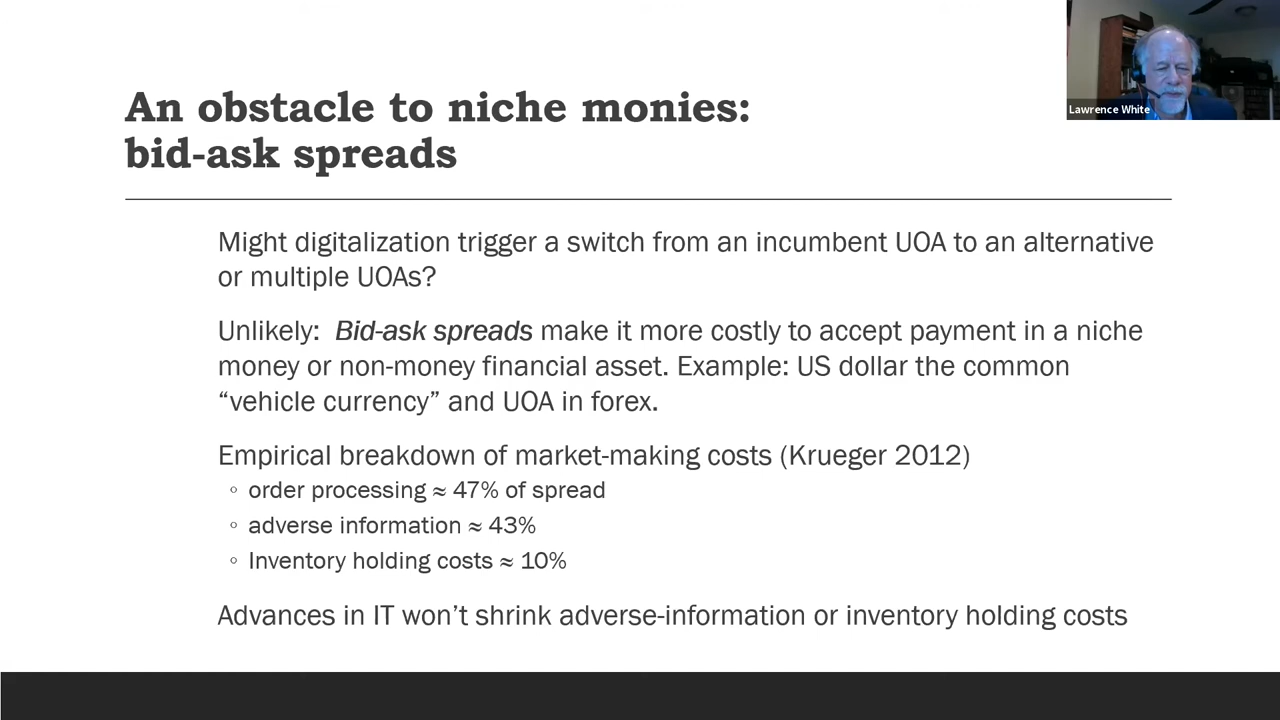 An obstacle to niche monies:
bid-ask spreads
Lawrence White
Might digitalization trigger a switch from an incumbent UOA to an alternative
or multiple UOAs?
Unlikely:  Bid-ask spreads make it more costly to accept payment in a niche
money or non-money financial asset. Example: US dollar the common
“vehicle currency” and UOA in forex.
Empirical breakdown of market-making costs (Krueger 2012)
◦ order processing ≈ 47% of spread
◦ adverse information ≈ 43%
◦ Inventory holding costs ≈ 10%
Advances in IT won’t shrink adverse-information or inventory holding costs